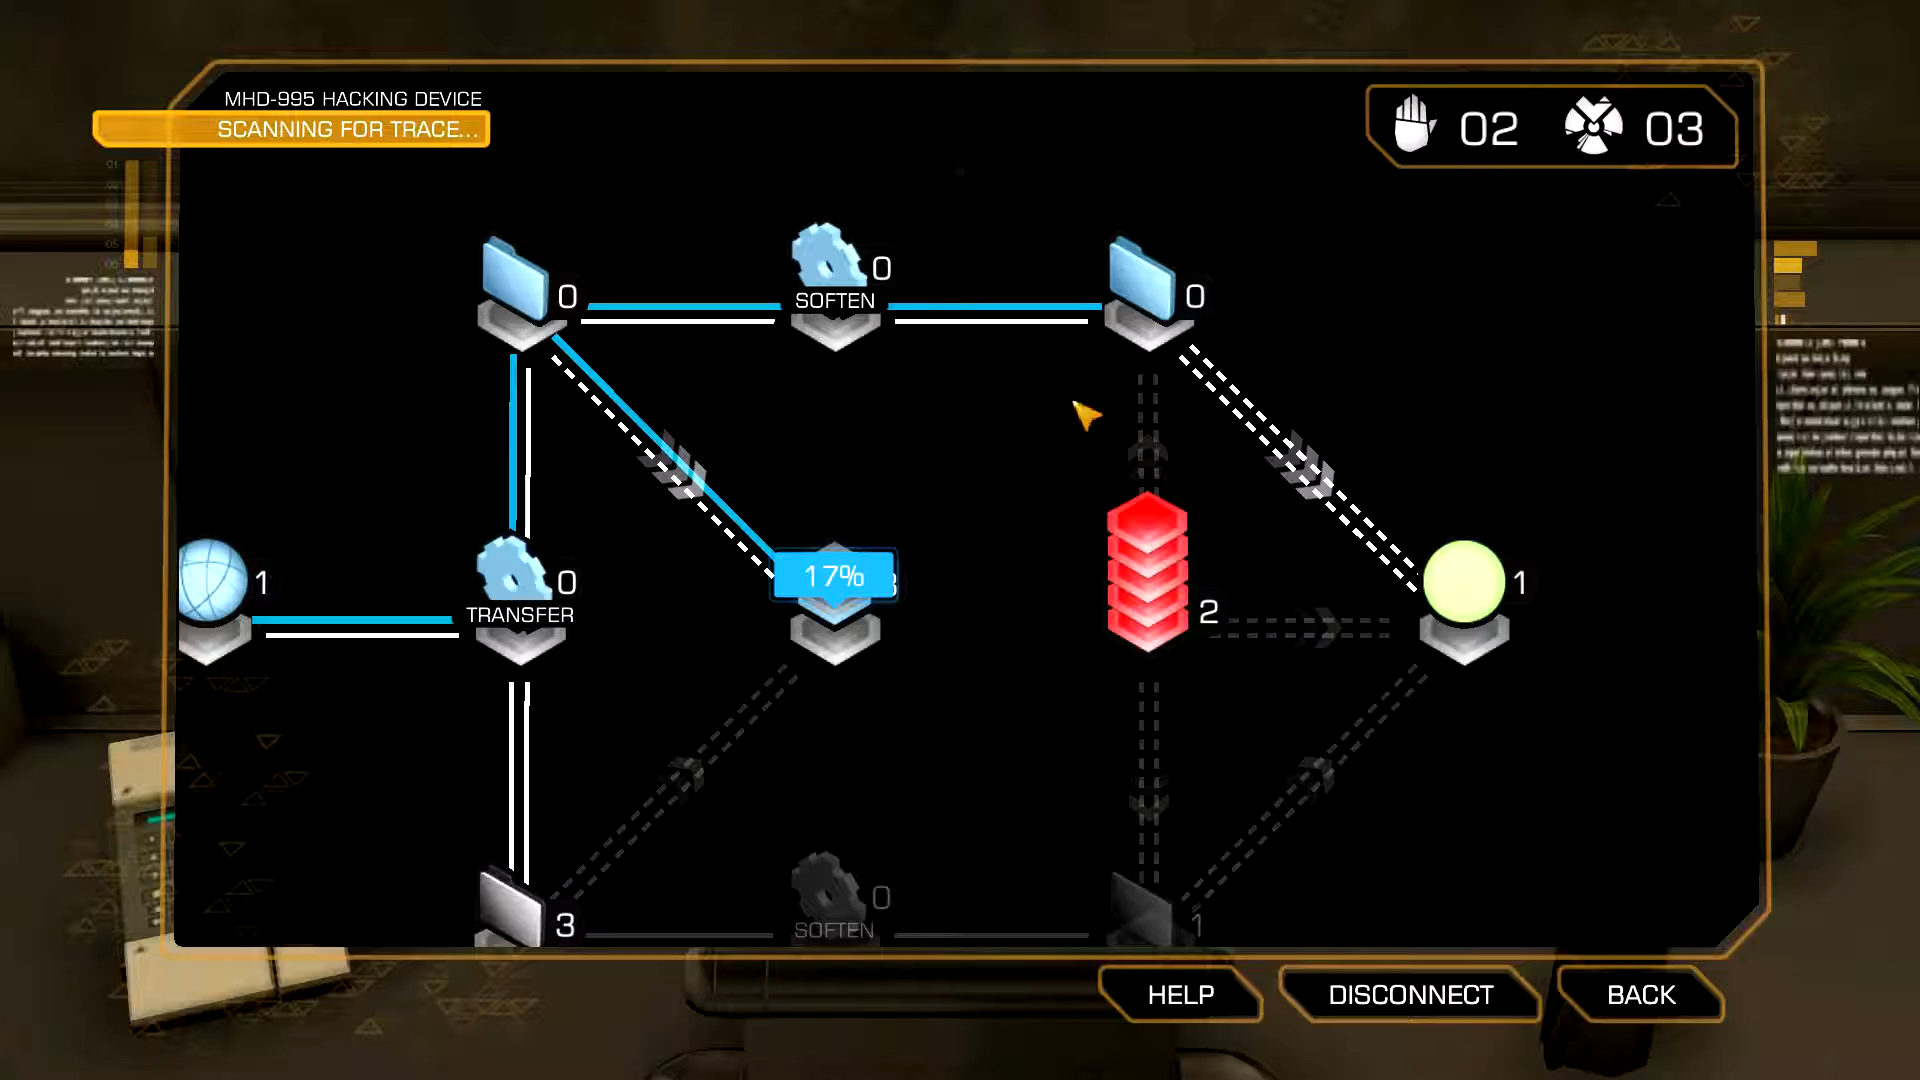 MHD-995 HACKING DEVICE
SCANNING FOR TRACE...
02 03
0
0
SOFTEN
0
1
0
TRANSFER
17%
2
1
3
0
SOFTEN
1
HELP
DISCONNECT
BACK